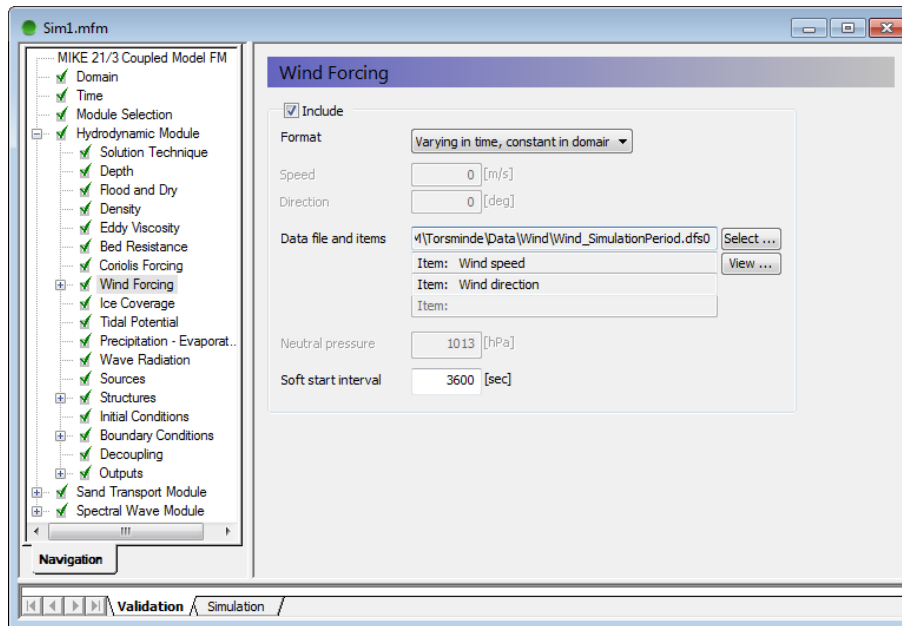 Sim1.mfm
MIKE 21/3 Coupled Model FM
Domain
Time
Module Selection
Hydrodynamic Module
Solution Technique
Depth
Flood and Dry
Density
Eddy Viscosity
Bed Resistance
Coriolis Forcing
Wind Forcing
Ice Coverage
Tidal Potential
Precipitation - Evaporat..
Wave Radiation
Sources
Structures
Initial Conditions
Boundary Conditions
Decoupling
Outputs
Sand Transport Module
Spectral Wave Module
Navigation
Wind Forcing
Include
Format Varying in time, constant in domair
Speed 0 [m/s]
Direction 0 [deg]
Data file and items \Torsminde\Data\Wind\Wind_SimulationPeriod.dfs0 Select ...
Item: Wind speed View ...
Item: Wind direction
Item:
Neutral pressure 1013 [hPa]
Soft start interval 3600 [sec]
Validation Simulation